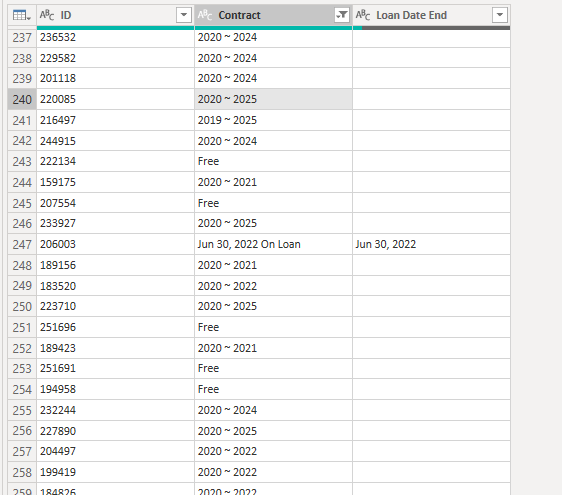 ABC ID ABC Contract ABC Loan Date End
237 236532 2020 ~ 2024
238 229582 2020 ~ 2024
239 201118 2020 ~ 2024
240 220085 2020 ~ 2025
241 216497 2019 ~ 2025
242 244915 2020 ~ 2024
243 222134 Free
244 159175 2020 ~ 2021
245 207554 Free
246 233927 2020 ~ 2025
247 206003 Jun 30, 2022 On Loan Jun 30, 2022
248 189156 2020 ~ 2021
249 183520 2020 ~ 2022
250 223710 2020 ~ 2025
251 251696 Free
252 189423 2020 ~ 2021
253 251691 Free
254 194958 Free
255 232244 2020 ~ 2024
256 227890 2020 ~ 2025
257 204497 2020 ~ 2022
258 199419 2020 ~ 2022
259 184826 2020 ~ 2022